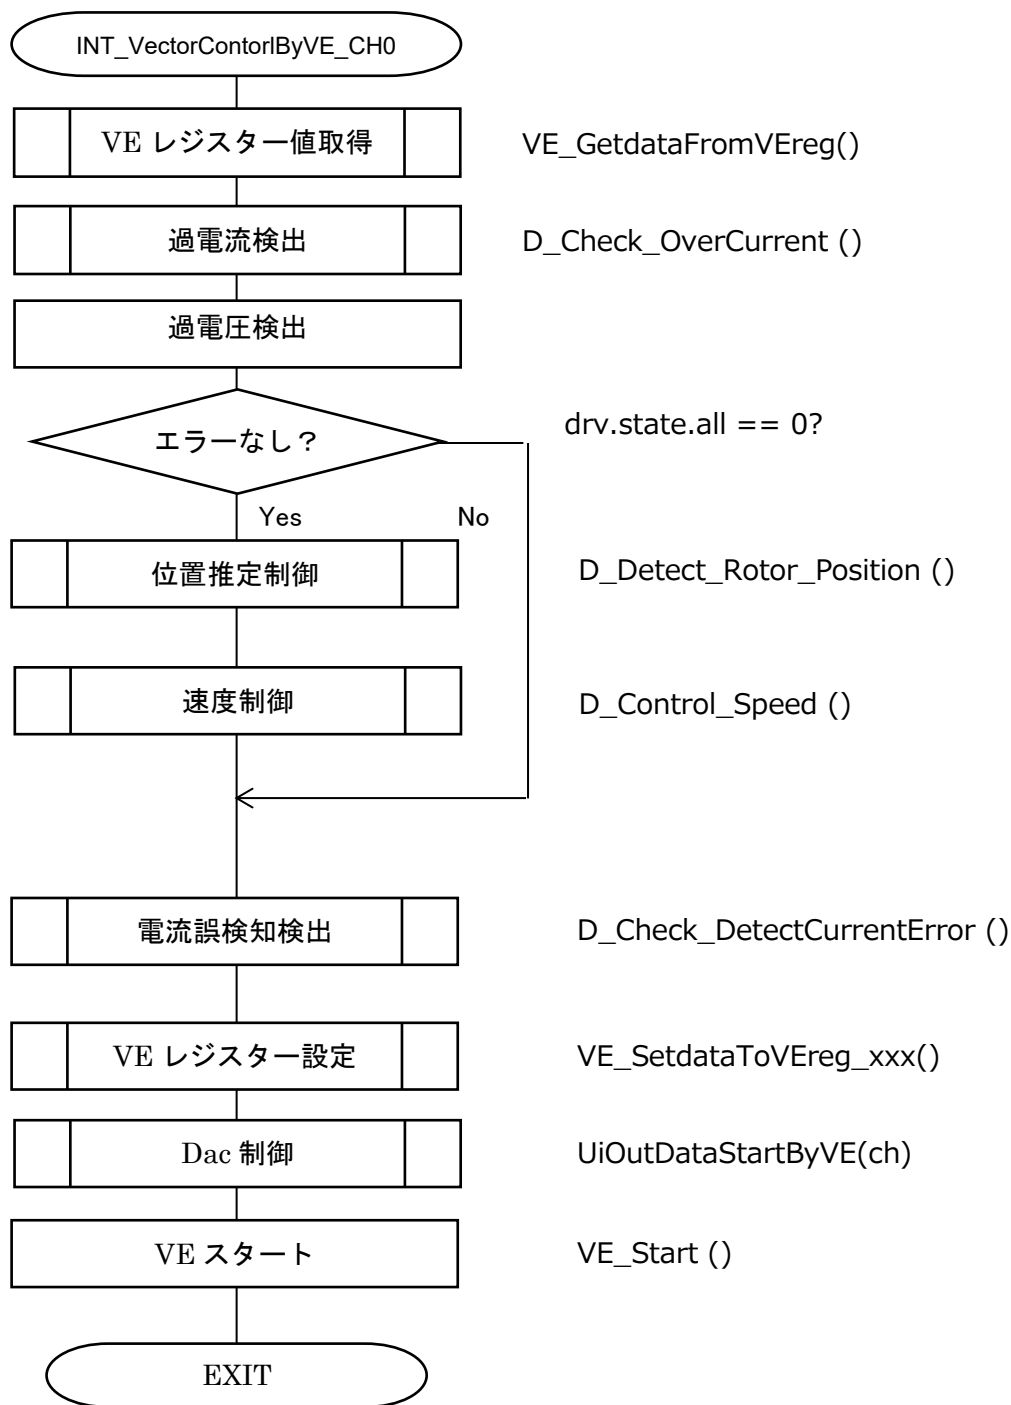 INT_VectorContorlByVE_CH0
VE レジスター値取得
VE_GetdataFromVEreg()
過電流検出
D_Check_OverCurrent ()
過電圧検出
エラーなし？
drv.state.all == 0?
Yes
No
位置推定制御
D_Detect_Rotor_Position ()
速度制御
D_Control_Speed ()
電流誤検知検出
D_Check_DetectCurrentError ()
VE レジスター設定
VE_SetdataToVEreg_xxx()
Dac 制御
UiOutDataStartByVE(ch)
VE スタート
VE_Start ()
EXIT